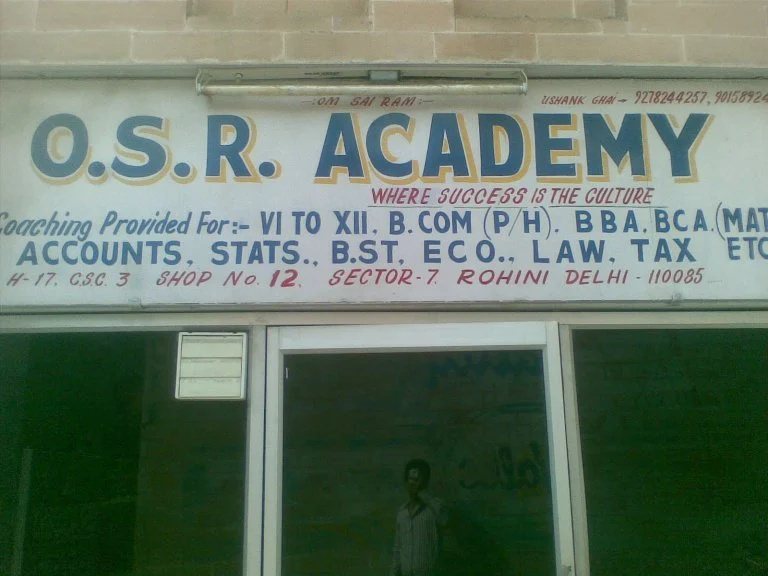 -:OM SAI RAM:-
USHANK GHAI → 9278244257, 90158924
O.S.R. ACADEMY
WHERE SUCCESS IS THE CULTURE
Coaching Provided For:- VI TO XII, B.COM (P/H). BBA, BCA. (MAT
ACCOUNTS, STATS., B.ST, ECO., LAW, TAX ETC
H-17, C.S.C. 3 SHOP No. 12, SECTOR-7, ROHINI DELHI - 110085